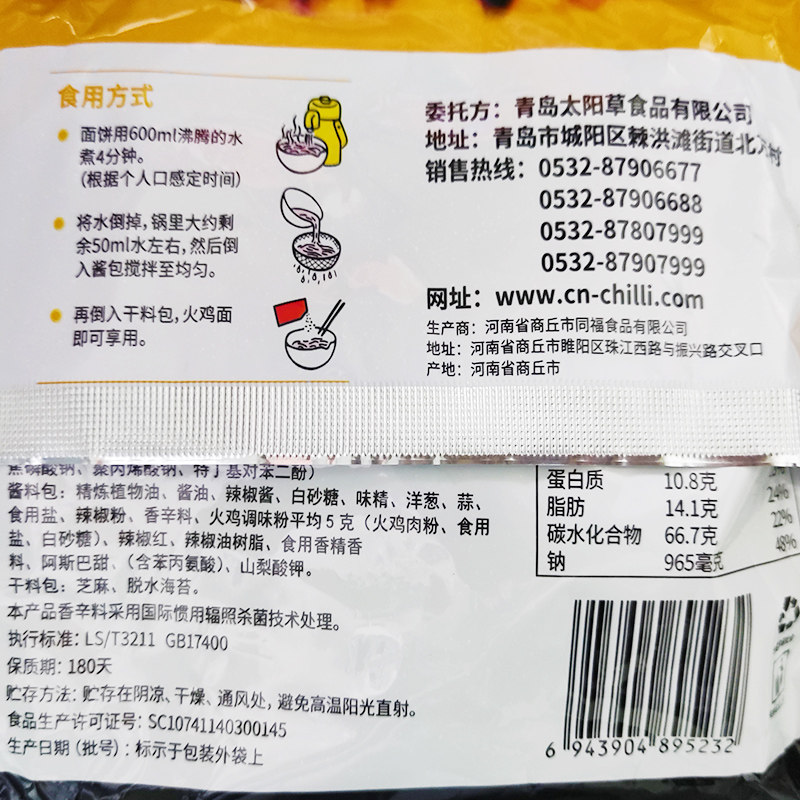 食用方式
面饼用600ml沸腾的水
煮4分钟。
(根据个人口感定时间)
将水倒掉,锅里大约剩
余50ml水左右,然后倒
入酱包搅拌至均匀。
再倒入干料包,火鸡面
即可享用。
委托方：青岛太阳草食品有限公司
地址：青岛市城阳区棘洪滩街道北万村
销售热线：0532-87906677
0532-87906688
0532-87807999
0532-87907999
网址：www.cn-chilli.com
生产商：河南省商丘市同福食品有限公司
地址：河南省商丘市睢阳区珠江西路与振兴路交叉口
产地：河南省商丘市
焦磷酸钠、聚丙烯酸钠、特丁基对苯二酚）
酱料包：精炼植物油、酱油、辣椒酱、白砂糖、味精、洋葱、蒜、
食用盐、辣椒粉、香辛料、火鸡调味粉平均5克（火鸡肉粉、食用
盐、白砂糖）、辣椒红、辣椒油树脂、食用香精香
料、阿斯巴甜、（含苯丙氨酸）、山梨酸钾。
干料包：芝麻、脱水海苔。
本产品香辛料采用国际惯用辐照杀菌技术处理。
执行标准：LS/T3211 GB17400
保质期：180天
贮存方法：贮存在阴凉、干燥、通风处，避免高温阳光直射。
食品生产许可证号：SC10741140300145
生产日期（批号）：标示于包装外袋上
蛋白质 10.8克
脂肪 14.1克 24%
碳水化合物 66.7克 22%
钠 965毫克 48%
6 943904 895232